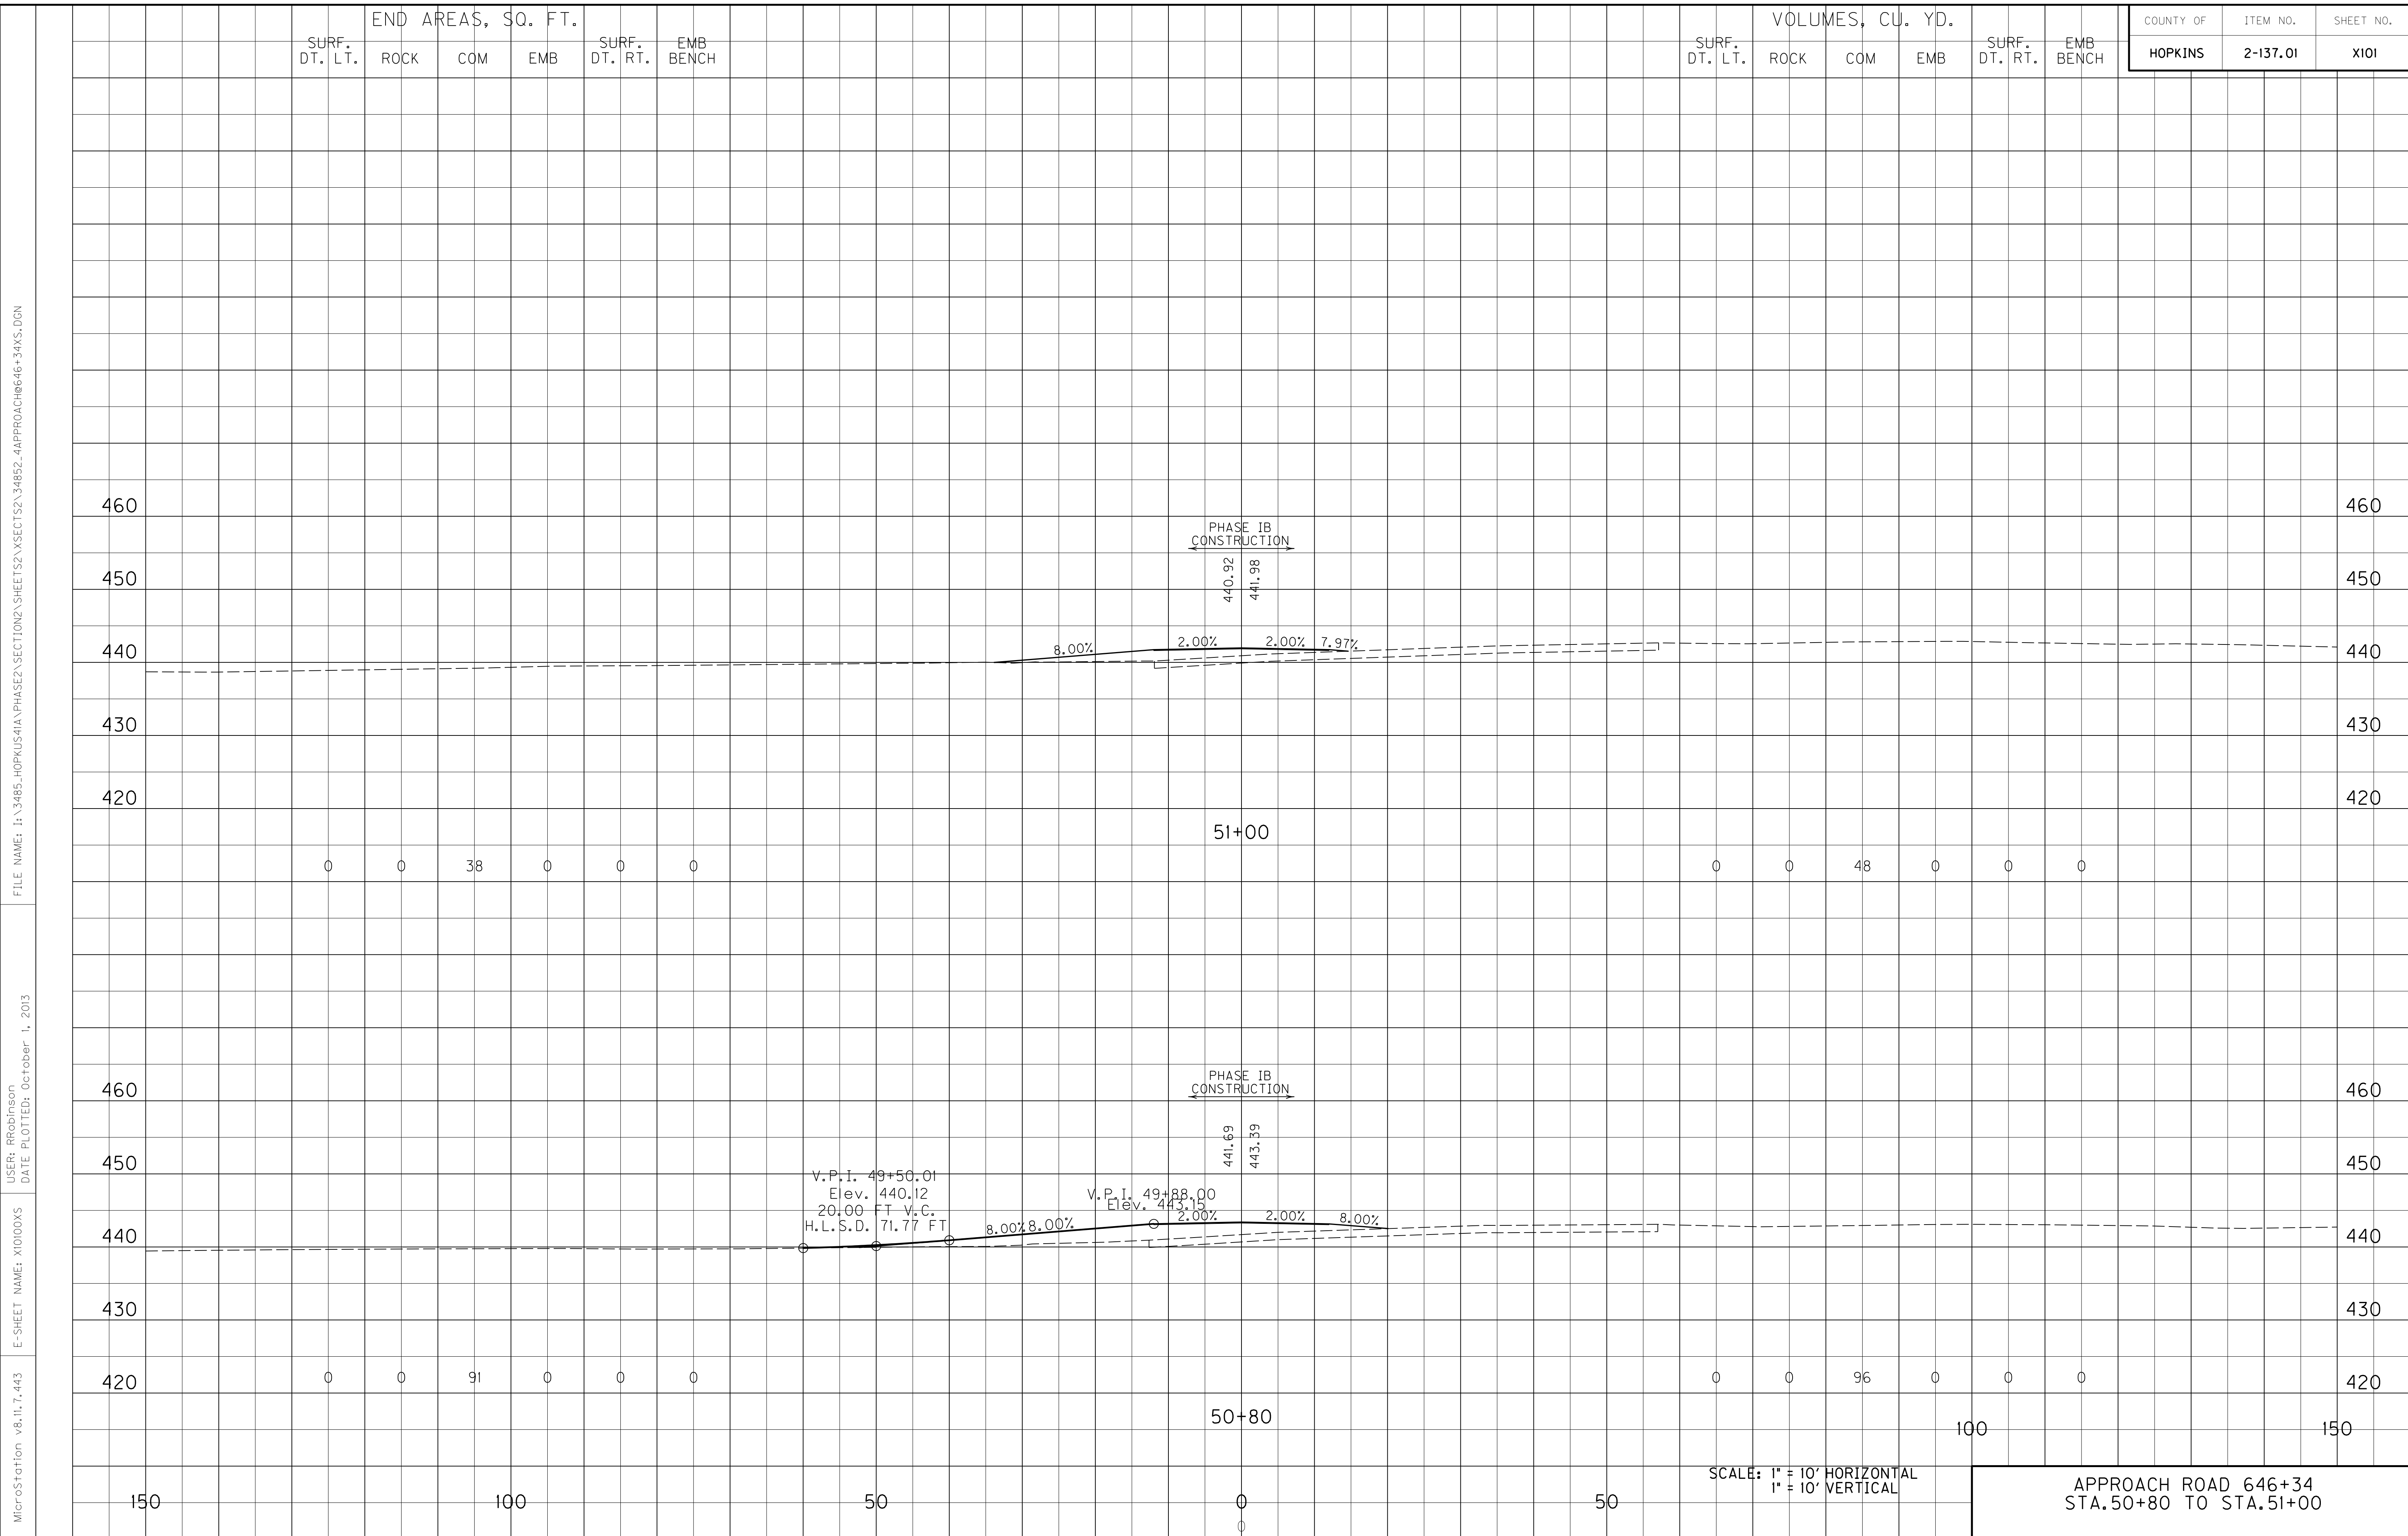 END AREAS, SQ. FT.
SURF. DT. LT. ROCK COM EMB SURF. DT. RT. EMB BENCH
VOLUMES, CU. YD.
SURF. DT. LT. ROCK COM EMB SURF. DT. RT. EMB BENCH
COUNTY OF ITEM NO. SHEET NO.
HOPKINS 2-137.01 X101
460 460
PHASE IB
CONSTRUCTION
450 440.92 441.98 450
440 8.00% 2.00% 2.00% 7.97% 440
430 430
420 420
51+00
0 0 38 0 0 0 0 0 48 0 0 0
PHASE IB
CONSTRUCTION
460 460
441.69 443.39
450 450
V.P.I. 49+50.01
Elev. 440.12
20.00 FT V.C.
H.L.S.D. 71.77 FT
V.P.I. 49+88.00
Elev. 443.15
440 8.00% 8.00% 2.00% 2.00% 8.00% 440
430 430
0 0 91 0 0 0 0 0 96 0 0 0
420 420
50+80
100 150
150 100 50 0 50
0
SCALE: 1" = 10' HORIZONTAL
1" = 10' VERTICAL
APPROACH ROAD 646+34
STA.50+80 TO STA.51+00
FILE NAME: I:\3485_HOPKUS41A\PHASE2\SECTION2\SHEETS2\XSECTS2\34852_4APPROACH@646+34XS.DGN
USER: RRobinson
DATE PLOTTED: October 1, 2013
E-SHEET NAME: X10100XS
MicroStation v8.11.7.443